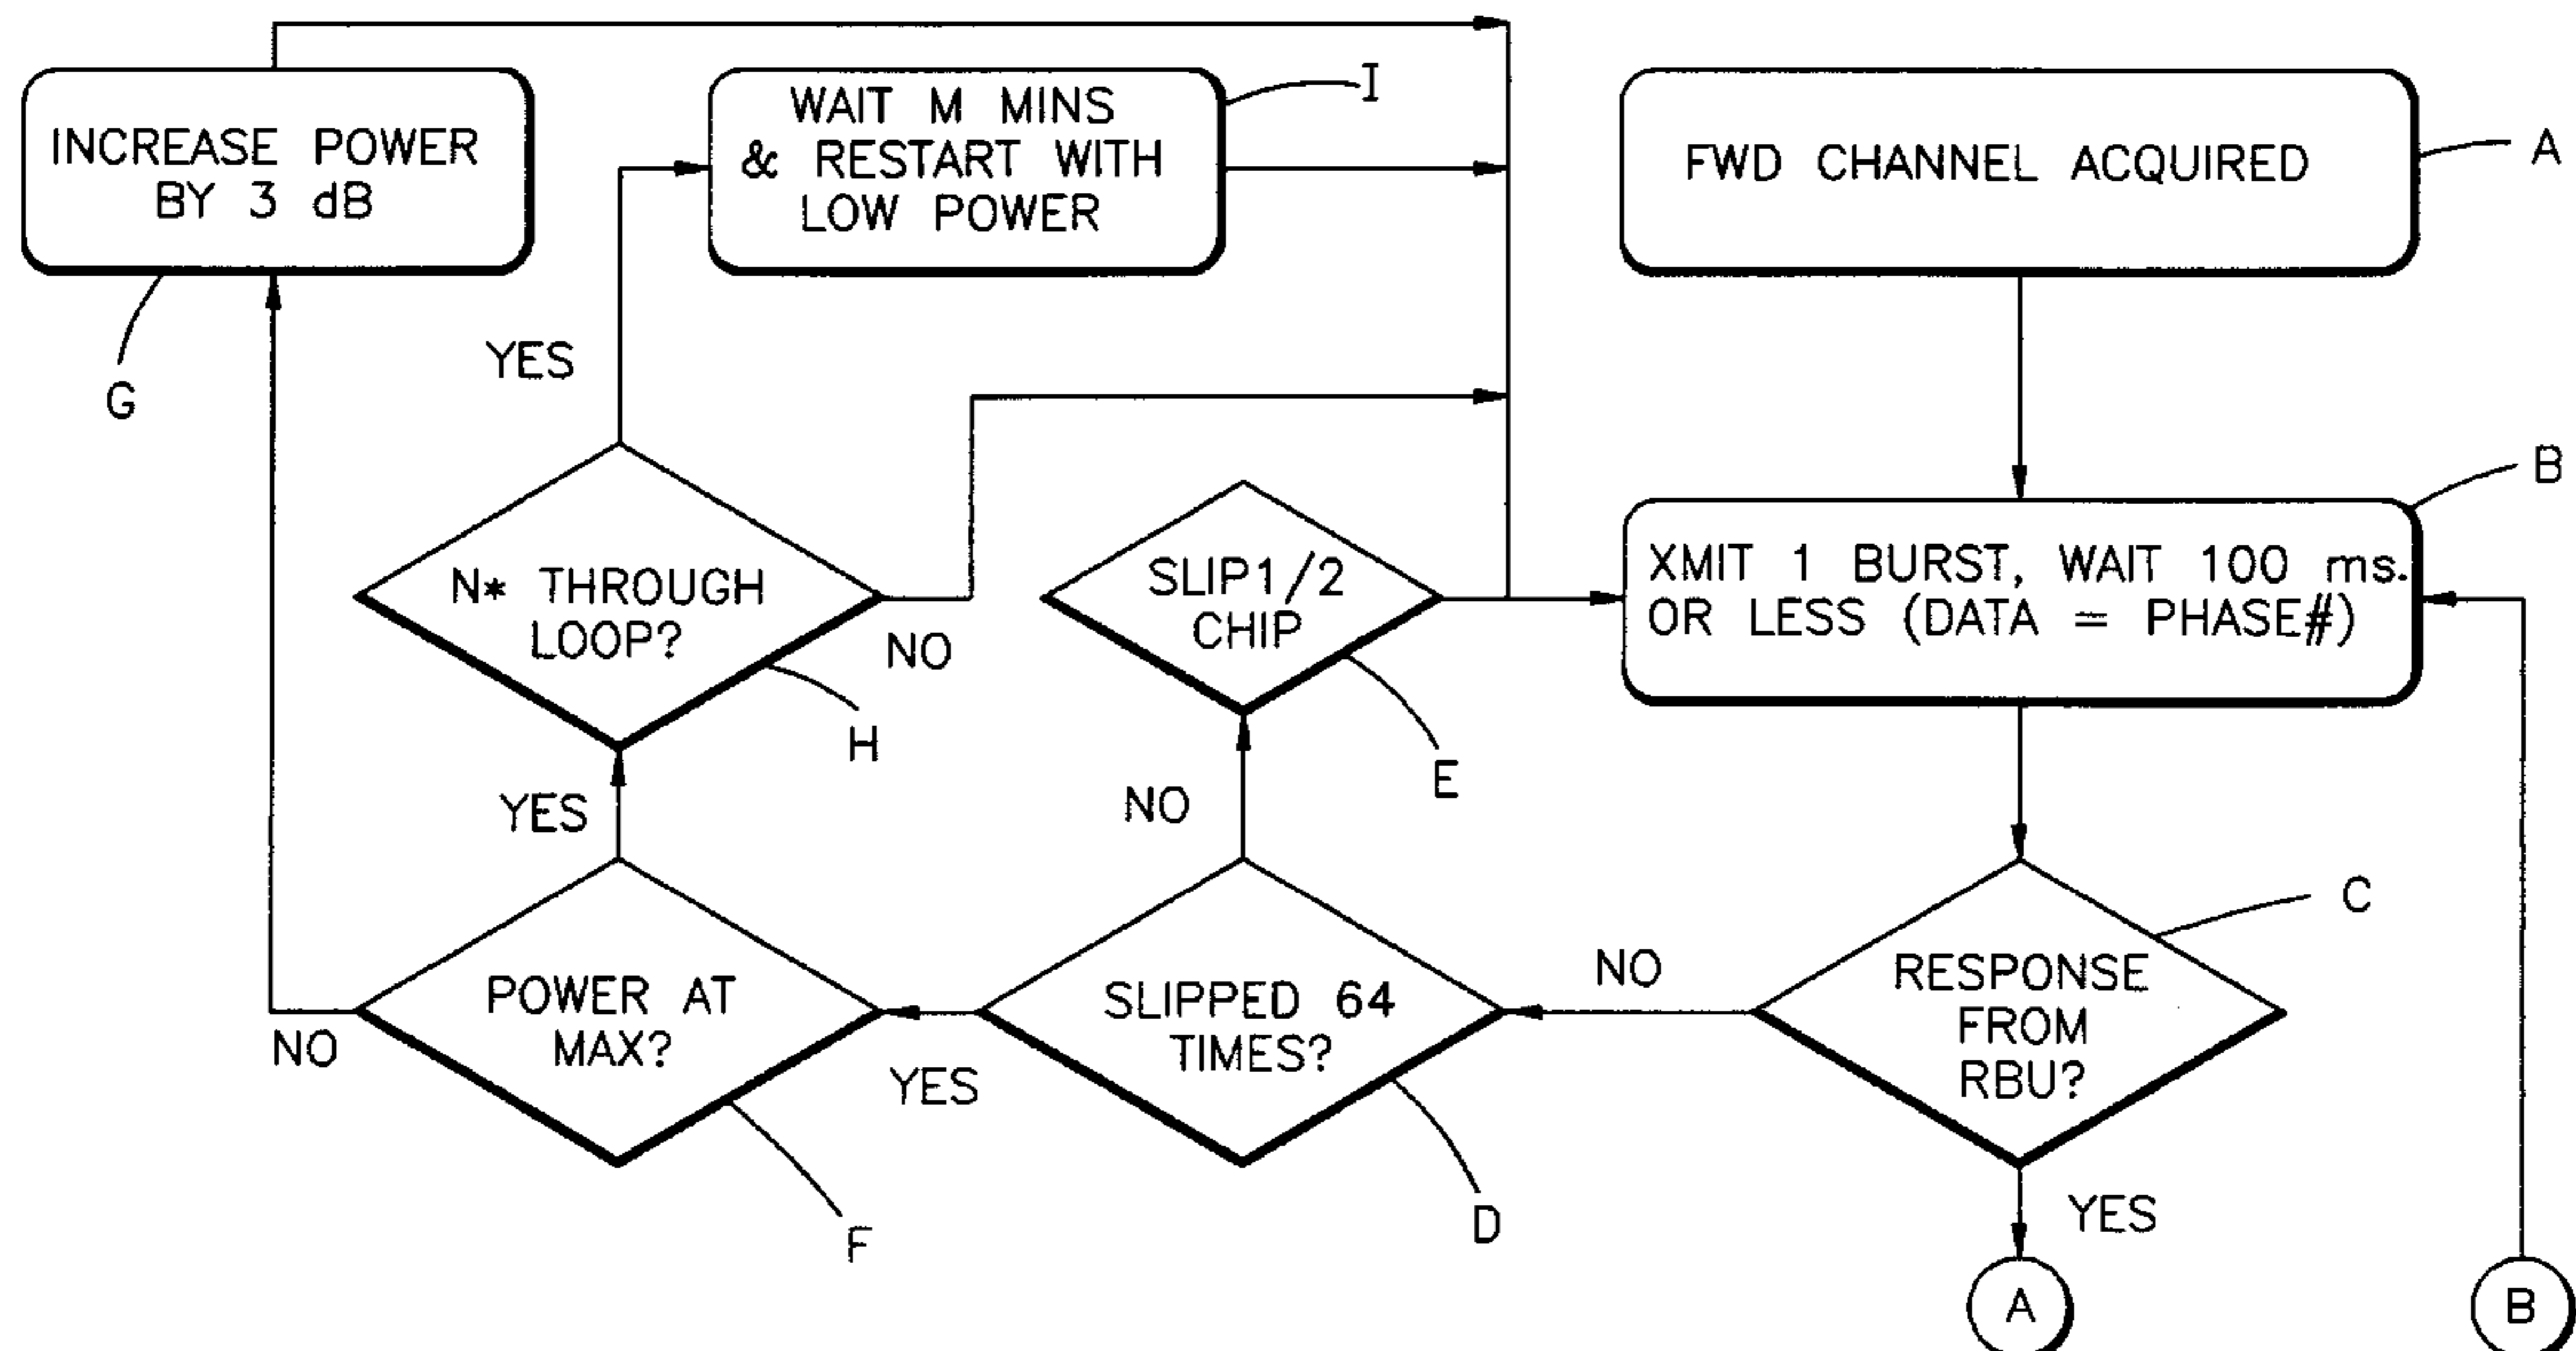 INCREASE POWER
BY 3 dB
G
WAIT M MINS
& RESTART WITH
LOW POWER
I
FWD CHANNEL ACQUIRED
A
YES
N* THROUGH
LOOP?
NO
H
SLIP1/2
CHIP
E
XMIT 1 BURST, WAIT 100 ms.
OR LESS (DATA = PHASE#)
B
YES
NO
POWER AT
MAX?
NO
F
YES
SLIPPED 64
TIMES?
D
NO
RESPONSE
FROM
RBU?
C
YES
A
B